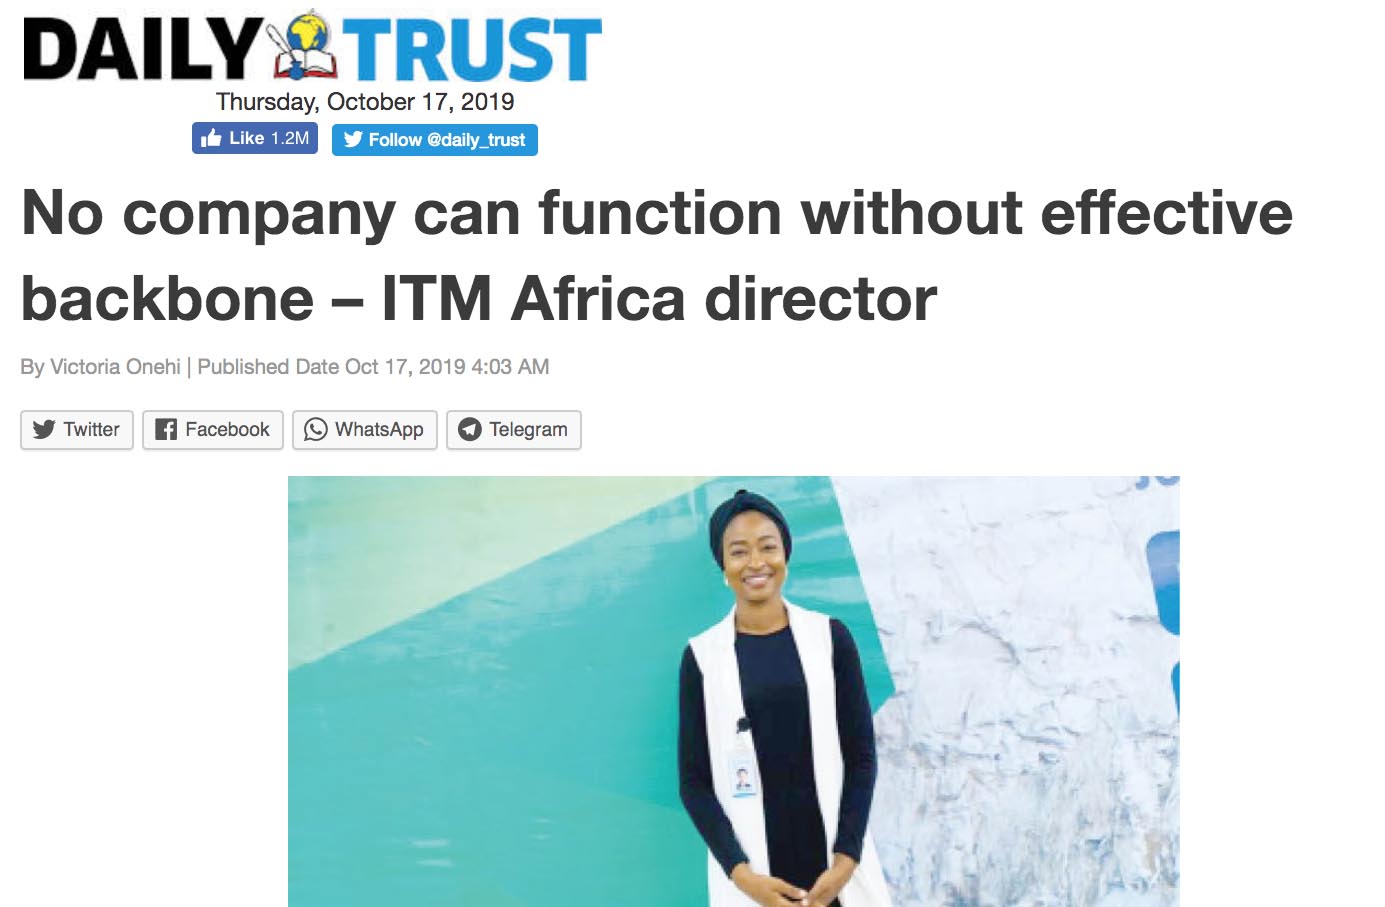 DAILY TRUST
Thursday, October 17, 2019
Like 1.2M Follow @daily_trust
No company can function without effective
backbone – ITM Africa director
By Victoria Onehi | Published Date Oct 17, 2019 4:03 AM
Twitter Facebook WhatsApp Telegram